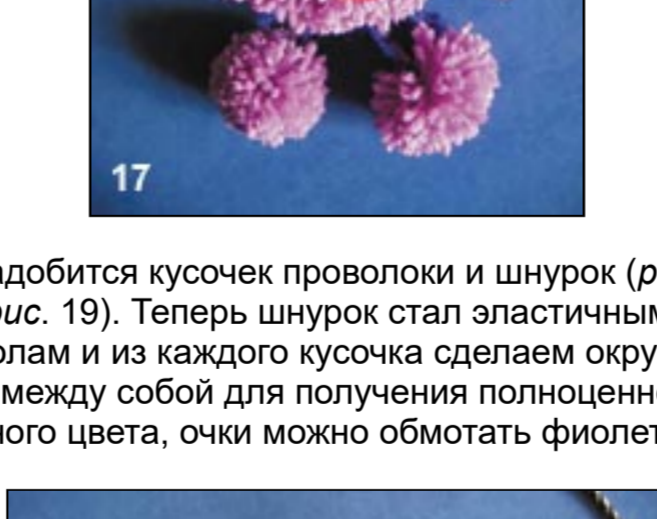 17
адобится кусочек проволоки и шнурок (р
рис. 19). Теперь шнурок стал эластичным
олам и из каждого кусочка сделаем окру
между собой для получения полноценн
ного цвета, очки можно обмотать фиолет